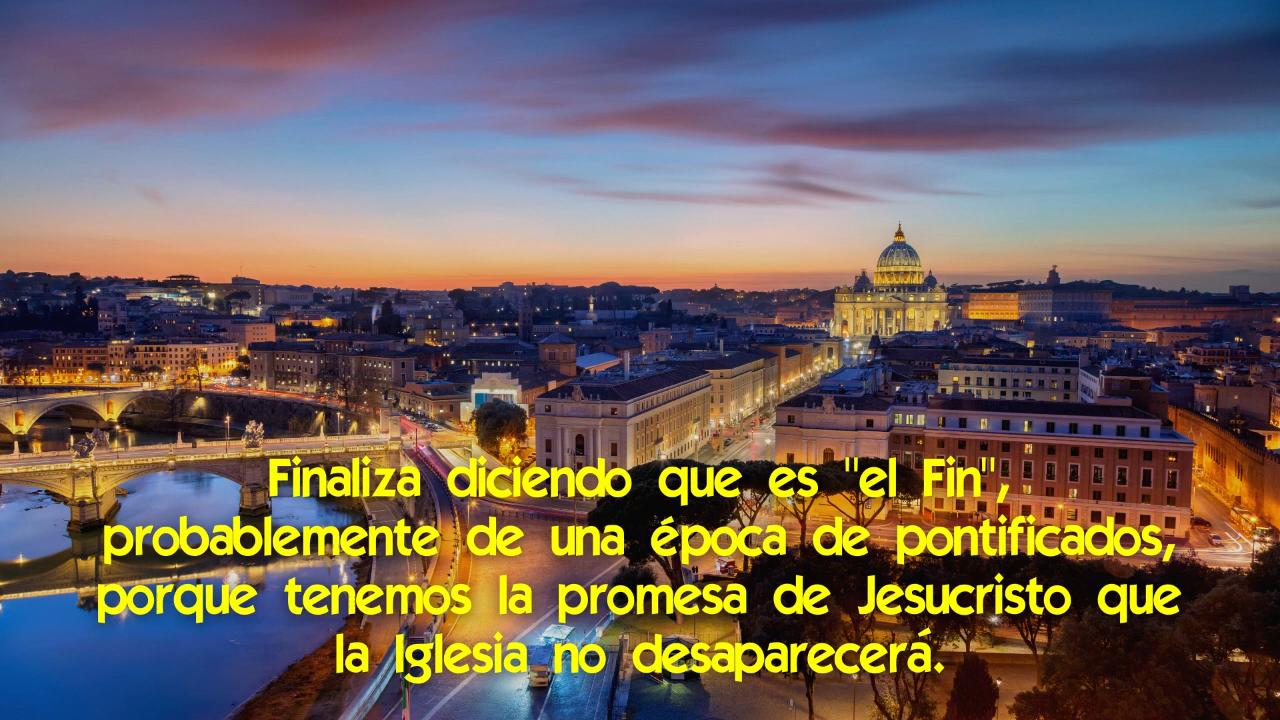 Finaliza diciendo que es "el Fin",
probablemente de una época de pontificados,
porque tenemos la promesa de Jesucristo que
la Iglesia no desaparecerá.